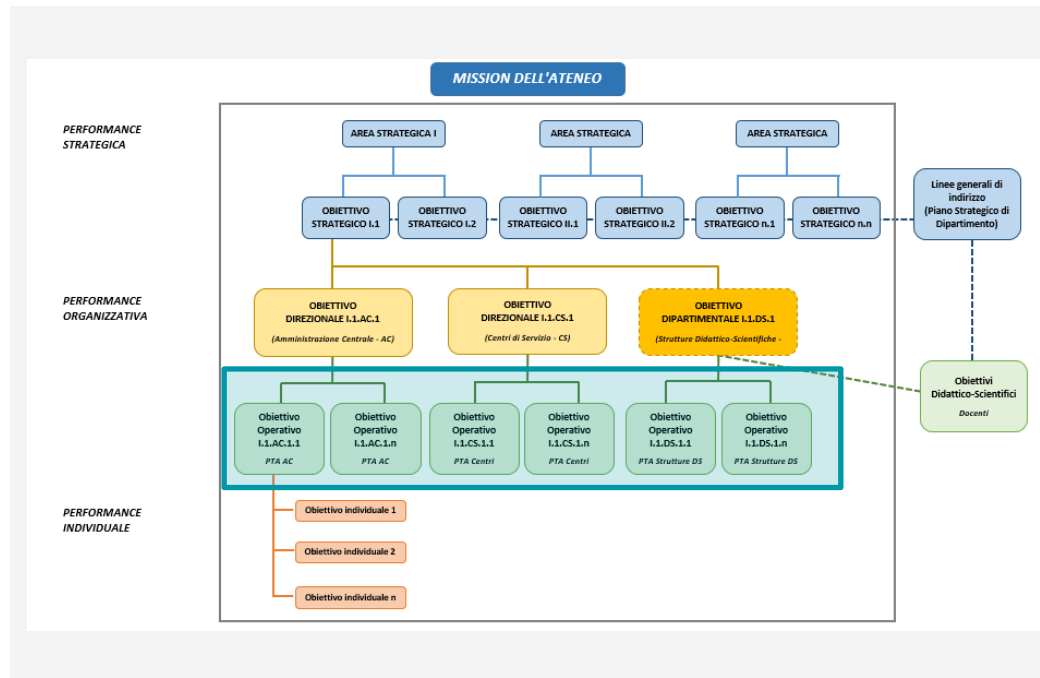 MISSION DELL'ATENEO
PERFORMANCE
STRATEGICA
AREA STRATEGICA I
AREA STRATEGICA
AREA STRATEGICA
OBIETTIVO
STRATEGICO I.1
OBIETTIVO
STRATEGICO I.2
OBIETTIVO
STRATEGICO II.1
OBIETTIVO
STRATEGICO II.2
OBIETTIVO
STRATEGICO n.1
OBIETTIVO
STRATEGICO n.n
Linee generali di
indirizzo
(Piano Strategico di
Dipartimento)
PERFORMANCE
ORGANIZZATIVA
OBIETTIVO
DIREZIONALE I.1.AC.1
(Amministrazione Centrale - AC)
OBIETTIVO
DIREZIONALE I.1.CS.1
(Centri di Servizio - CS)
OBIETTIVO
DIPARTIMENTALE I.1.DS.1
(Strutture Didattico-Scientifiche -
Obiettivi
Didattico-Scientifici
Docenti
Obiettivo
Operativo
I.1.AC.1.1
PTA AC
Obiettivo
Operativo
I.1.AC.1.n
PTA AC
Obiettivo
Operativo
I.1.CS.1.1
PTA Centri
Obiettivo
Operativo
I.1.CS.1.n
PTA Centri
Obiettivo
Operativo
I.1.DS.1.1
PTA Strutture DS
Obiettivo
Operativo
I.1.DS.1.n
PTA Strutture DS
PERFORMANCE
INDIVIDUALE
Obiettivo individuale 1
Obiettivo individuale 2
Obiettivo individuale n